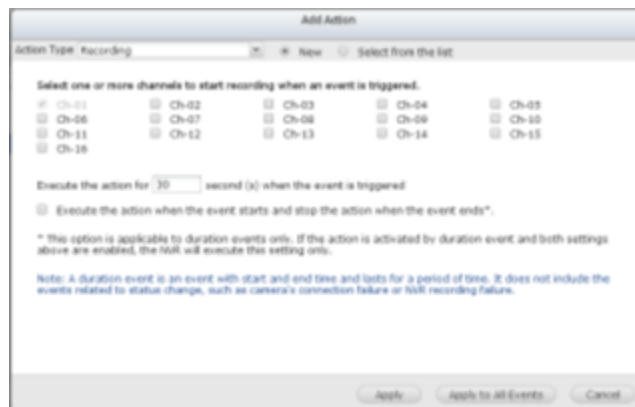 Add Action
Action Type Recording New Select from the list
Select one or more channels to start recording when an event is triggered.
Ch-01 Ch-02 Ch-03 Ch-04 Ch-05
Ch-06 Ch-07 Ch-08 Ch-09 Ch-10
Ch-11 Ch-12 Ch-13 Ch-14 Ch-15
Ch-16
Execute the action for 30 second (s) when the event is triggered
Execute the action when the event starts and stop the action when the event ends*.
* This option is applicable to duration events only. If the action is activated by duration event and both settings
above are enabled, the NVR will execute this setting only.
Note: A duration event is an event with start and end time and lasts for a period of time. It does not include the
events related to status change, such as camera's connection failure or NVR recording failure.
Apply Apply to All Events Cancel